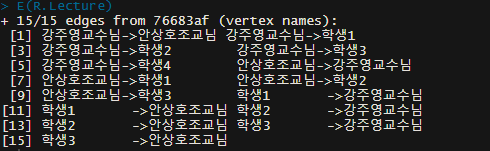 > E(R.Lecture)
+ 15/15 edges from 76683af (vertex names):
[1] 강주영교수님->안상호조교님 강주영교수님->학생1
[3] 강주영교수님->학생2 강주영교수님->학생3
[5] 강주영교수님->학생4 안상호조교님->강주영교수님
[7] 안상호조교님->학생1 안상호조교님->학생2
[9] 안상호조교님->학생3 학생1 ->강주영교수님
[11] 학생1 ->안상호조교님 학생2 ->강주영교수님
[13] 학생2 ->안상호조교님 학생3 ->강주영교수님
[15] 학생3 ->안상호조교님